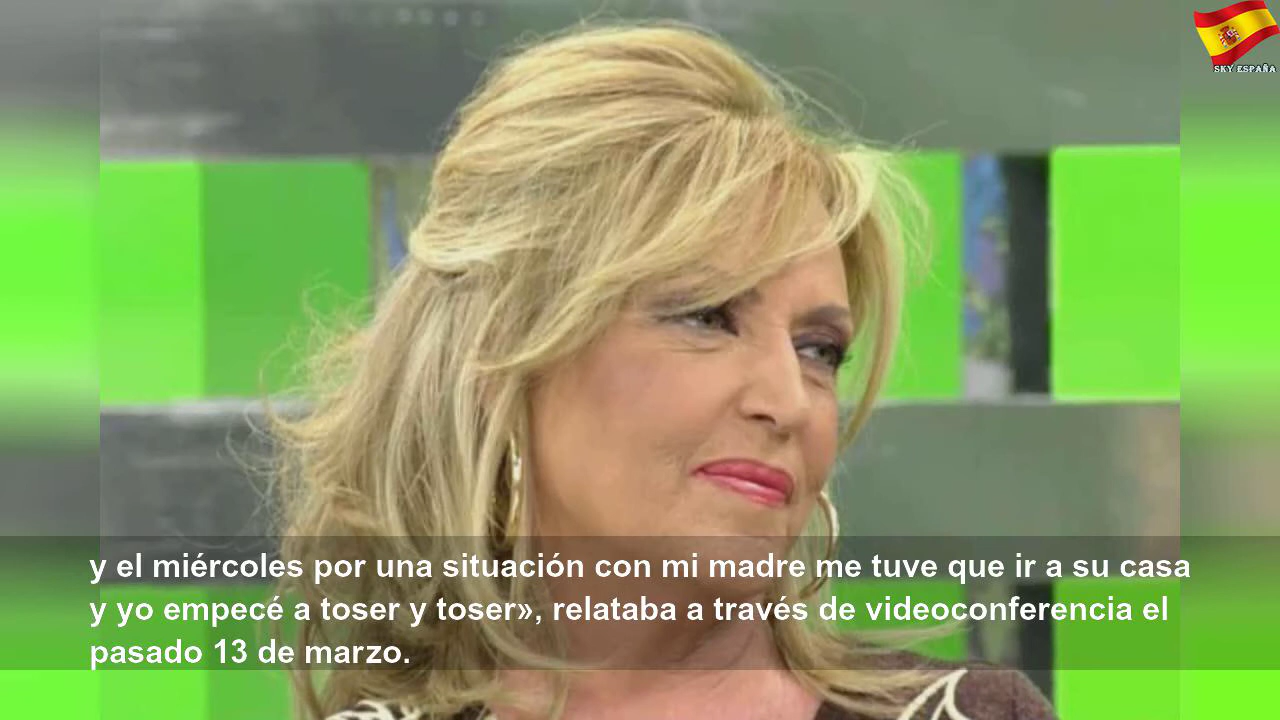 SKY ESPAÑA
y el miércoles por una situación con mi madre me tuve que ir a su casa
y yo empecé a toser y toser», relataba a través de videoconferencia el
pasado 13 de marzo.